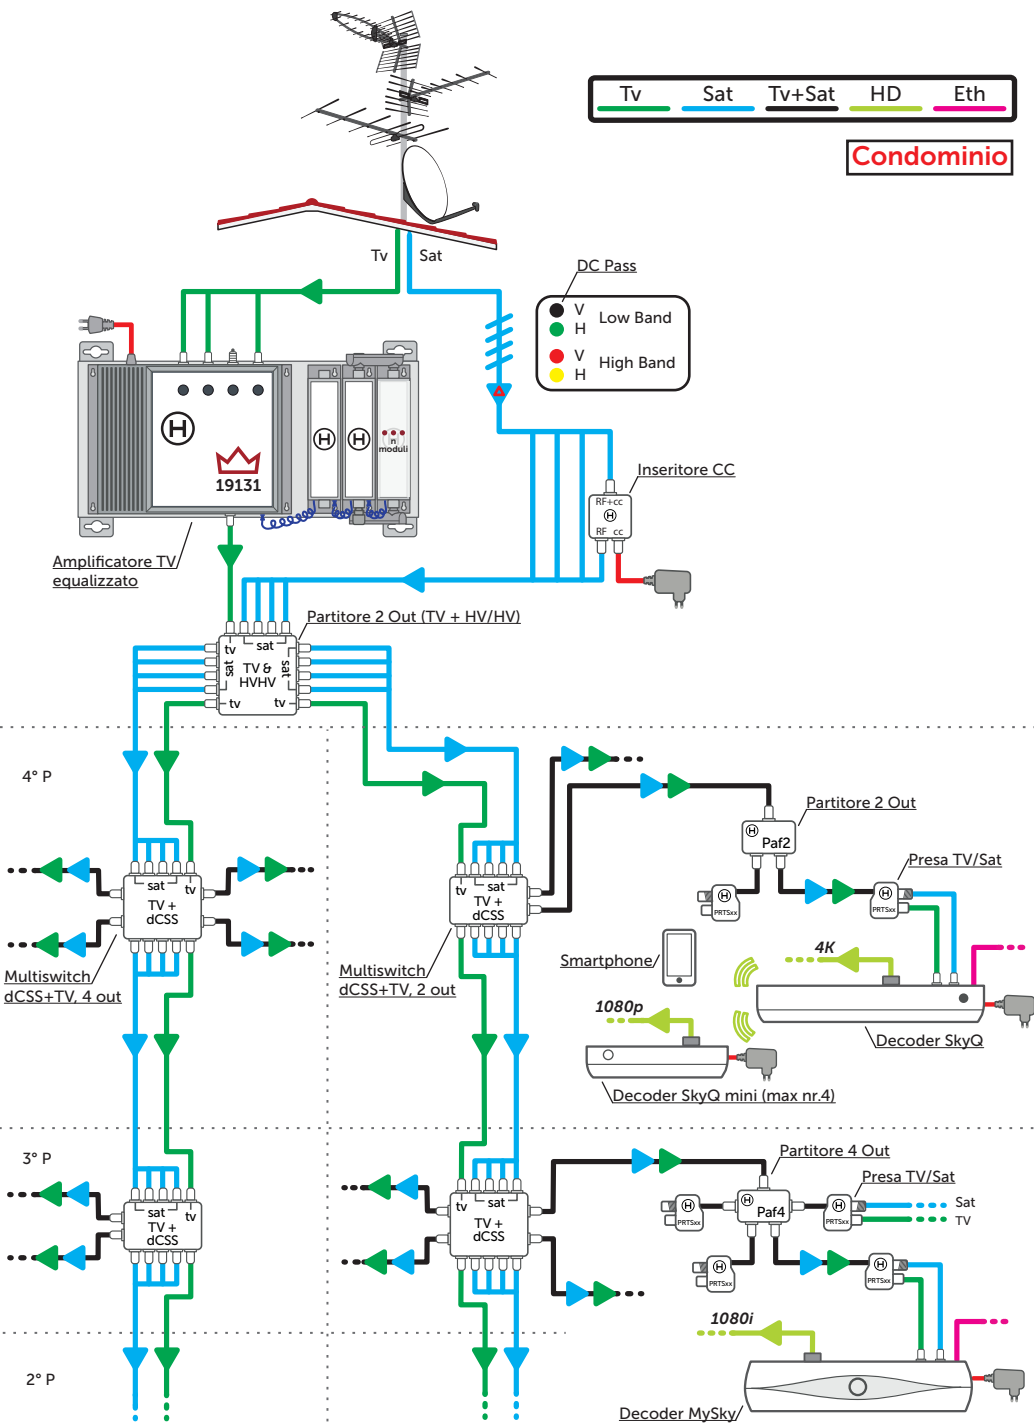 Tv Sat Tv+Sat HD Eth
Condominio
Tv Sat
DC Pass
V
H
Low Band
V
H
High Band
H
19131
H
H
n
moduli
Inseritore CC
RF+cc
H
RF cc
Amplificatore TV
equalizzato
Partitore 2 Out (TV + HV/HV)
tv
sat
sat
sat
TV &
HVHV
tv
tv
4° P
Partitore 2 Out
H
Paf2
Presa TV/Sat
H
PRTSxx
H
PRTSxx
sat
tv
TV +
dCSS
tv
sat
TV +
dCSS
Multiswitch
dCSS+TV, 4 out
Multiswitch
dCSS+TV, 2 out
Smartphone
4K
1080p
Decoder SkyQ
Decoder SkyQ mini (max nr.4)
3° P
Partitore 4 Out
Presa TV/Sat
H
Paf4
H
PRTSxx
H
PRTSxx
Sat
TV
sat
tv
TV +
dCSS
tv
sat
TV +
dCSS
H
PRTSxx
H
PRTSxx
1080i
2° P
Decoder MySky